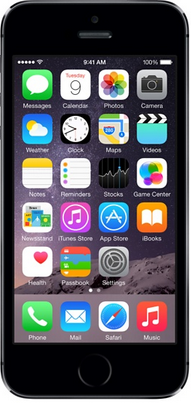 9:41 AM 100%
Tuesday
9
Messages Calendar Photos Camera
280
Weather Clock Maps Videos
Notes Reminders Stocks Game Center
Newsstand iTunes Store App Store iBooks
Health Passbook Settings
Phone Mail Safari Music